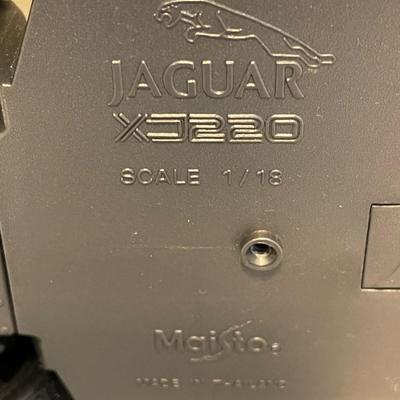 JAGUAR
XJ220
SCALE 1/18
Maisto
MADE IN THAILAND